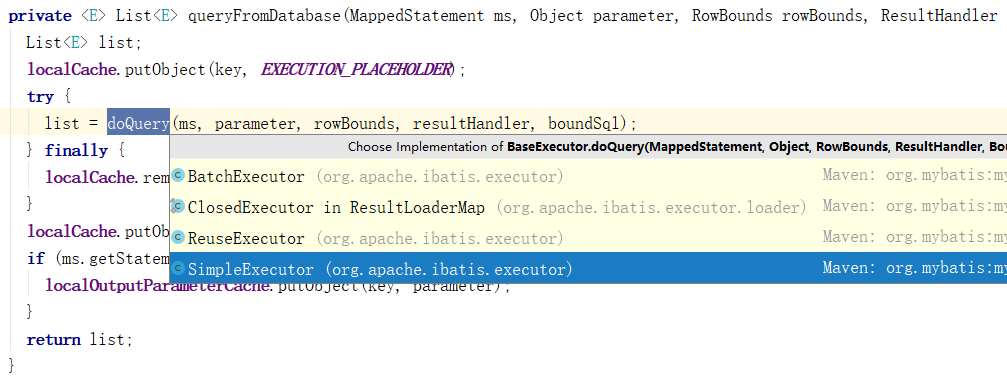 private <E> List<E> queryFromDatabase(MappedStatement ms, Object parameter, RowBounds rowBounds, ResultHandler
List<E> list;
localCache.putObject(key, EXECUTION_PLACEHOLDER);
try {
list = doQuery(ms, parameter, rowBounds, resultHandler, boundSql);
} finally {
Choose Implementation of BaseExecutor.doQuery(MappedStatement, Object, RowBounds, ResultHandler, Bou
localCache.rem
BatchExecutor (org.apache.ibatis.executor) Maven: org.mybatis:my
}
ClosedExecutor in ResultLoaderMap (org.apache.ibatis.executor.loader) Maven: org.mybatis:my
localCache.putOb
ReuseExecutor (org.apache.ibatis.executor) Maven: org.mybatis:my
if (ms.getStatem
SimpleExecutor (org.apache.ibatis.executor) Maven: org.mybatis:my
localOutputParameterCache.putObject(key, parameter);
}
return list;
}